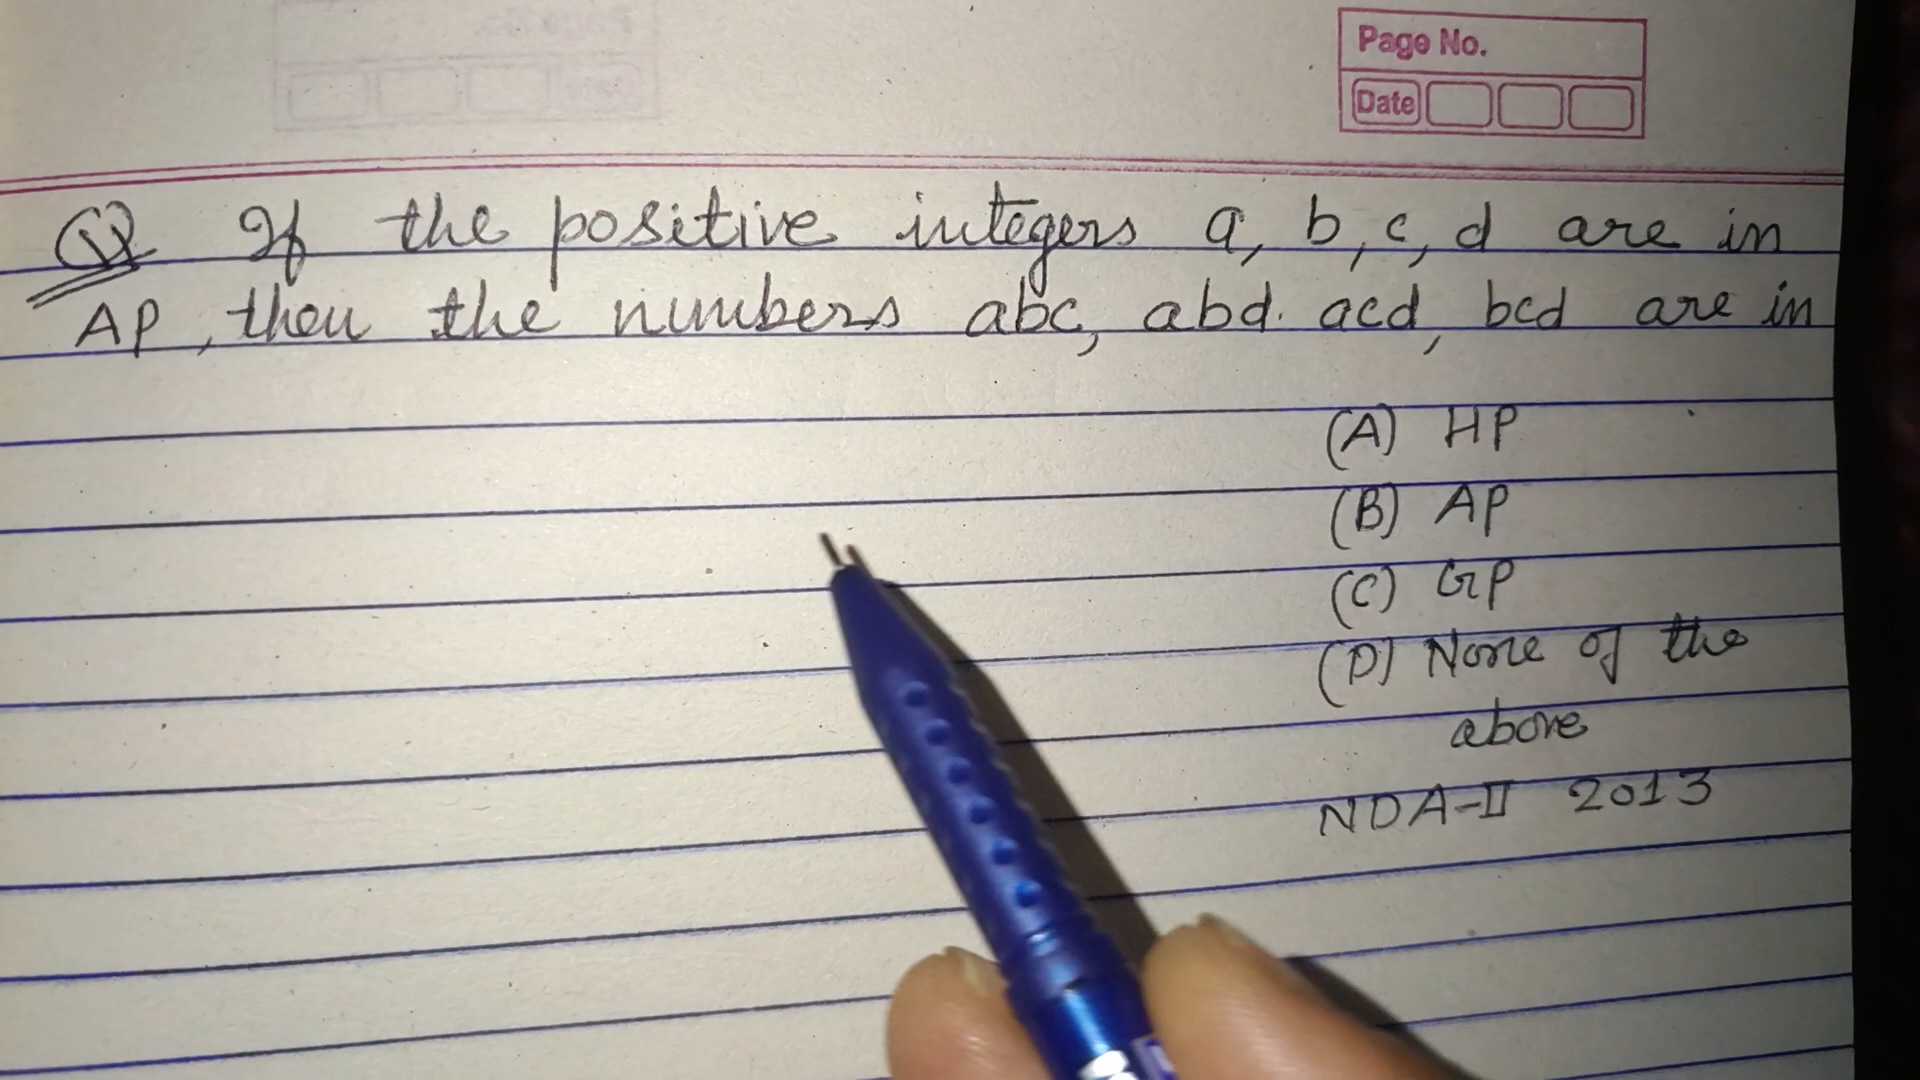 Page No.
Date
Q If the positive integers a, b, c, d are in
AP, then the numbers abc, abd. acd, bcd are in
(A) HP
(B) AP
(C) GP
(D) None of the
above
NDA-II 2013